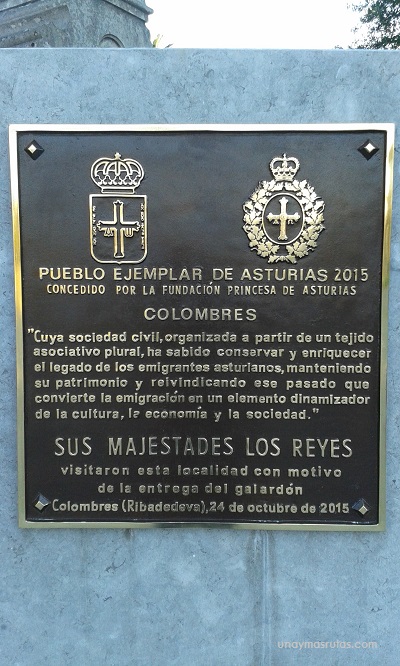 PUEBLO EJEMPLAR DE ASTURIAS 2015
CONCEDIDO POR LA FUNDACIÓN PRINCESA DE ASTURIAS
COLOMBRES
"Cuya sociedad civil, organizada a partir de un tejido
asociativo plural, ha sabido conservar y enriquecer
el legado de los emigrantes asturianos, manteniendo
su patrimonio y reivindicando ese pasado que
convierte la emigración en un elemento dinamizador
de la cultura, la economía y la sociedad."
SUS MAJESTADES LOS REYES
visitaron esta localidad con motivo
de la entrega del galardón
Colombres (Ribadedeva), 24 de octubre de 2015
unaymasrutas.com